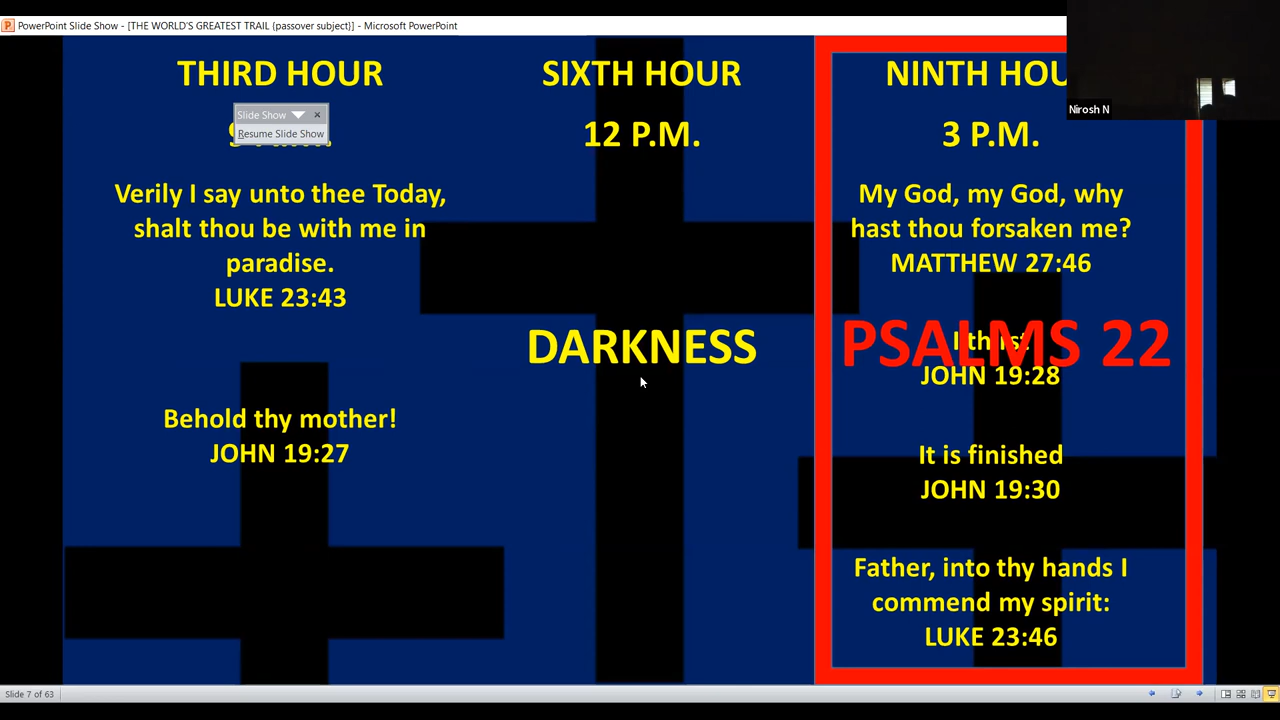 PowerPoint Slide Show - [THE WORLD'S GREATEST TRAIL (passover subject)] - Microsoft PowerPoint
THIRD HOUR
Slide Show
Resume Slide Show
Verily I say unto thee Today,
shalt thou be with me in
paradise.
LUKE 23:43
Behold thy mother!
JOHN 19:27
SIXTH HOUR
12 P.M.
DARKNESS
NINTH HOU
3 P.M.
My God, my God, why
hast thou forsaken me?
MATTHEW 27:46
PSALMS 22
I thirst
JOHN 19:28
It is finished
JOHN 19:30
Father, into thy hands I
commend my spirit:
LUKE 23:46
Nirosh N
Slide 7 of 63